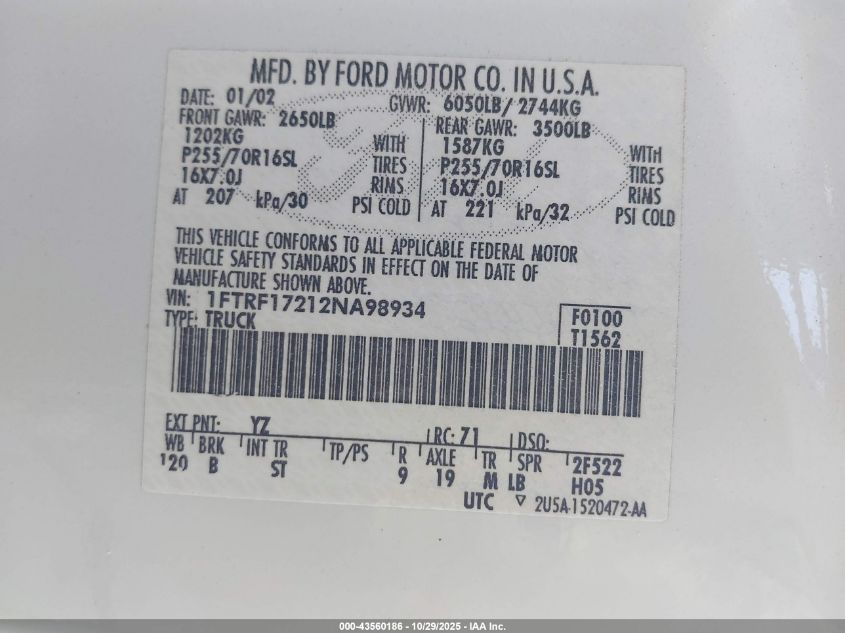 MFD. BY FORD MOTOR CO. IN U.S.A.
DATE: 01/02 GVWR: 6050LB/ 2744KG
FRONT GAWR: 2650LB REAR GAWR: 3500LB
1202KG WITH 1587KG WITH
P255/70R16SL TIRES P255/70R16SL TIRES
16X7.0J RIMS 16X7.0J RIMS
AT 207 kPa/30 PSI COLD AT 221 kPa/32 PSI COLD
THIS VEHICLE CONFORMS TO ALL APPLICABLE FEDERAL MOTOR
VEHICLE SAFETY STANDARDS IN EFFECT ON THE DATE OF
MANUFACTURE SHOWN ABOVE.
VIN: 1FTRF17212NA98934 F0100
TYPE: TRUCK T1562
EXT PNT: YZ RC: 71 DSO:
WB BRK INT TR TP/PS R AXLE TR SPR 2F522
120 B ST 9 19 M LB H05
UTC ▽ 2U5A-1520472-AA
000-43560186 - 10/29/2025 - IAA Inc.